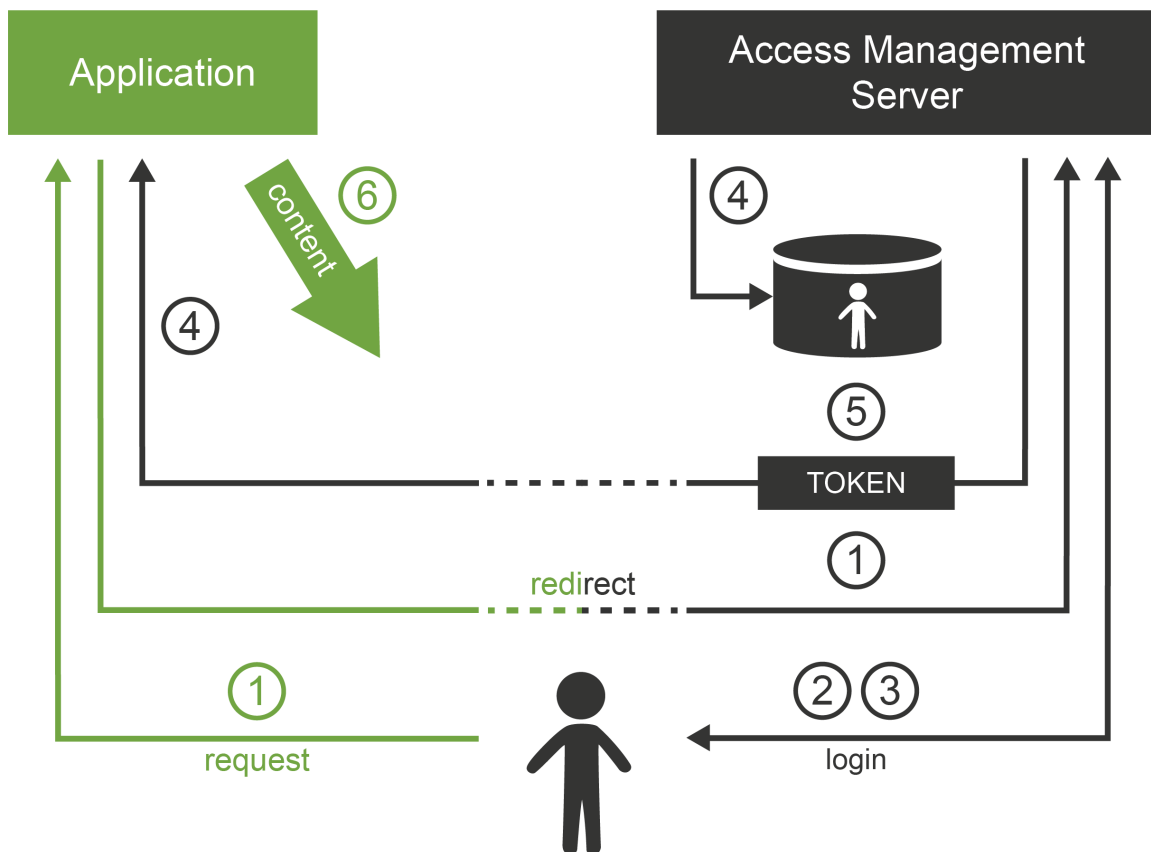 Application
Access Management
Server
content
6
4
4
5
TOKEN
1
redirect
1
2 3
request
login